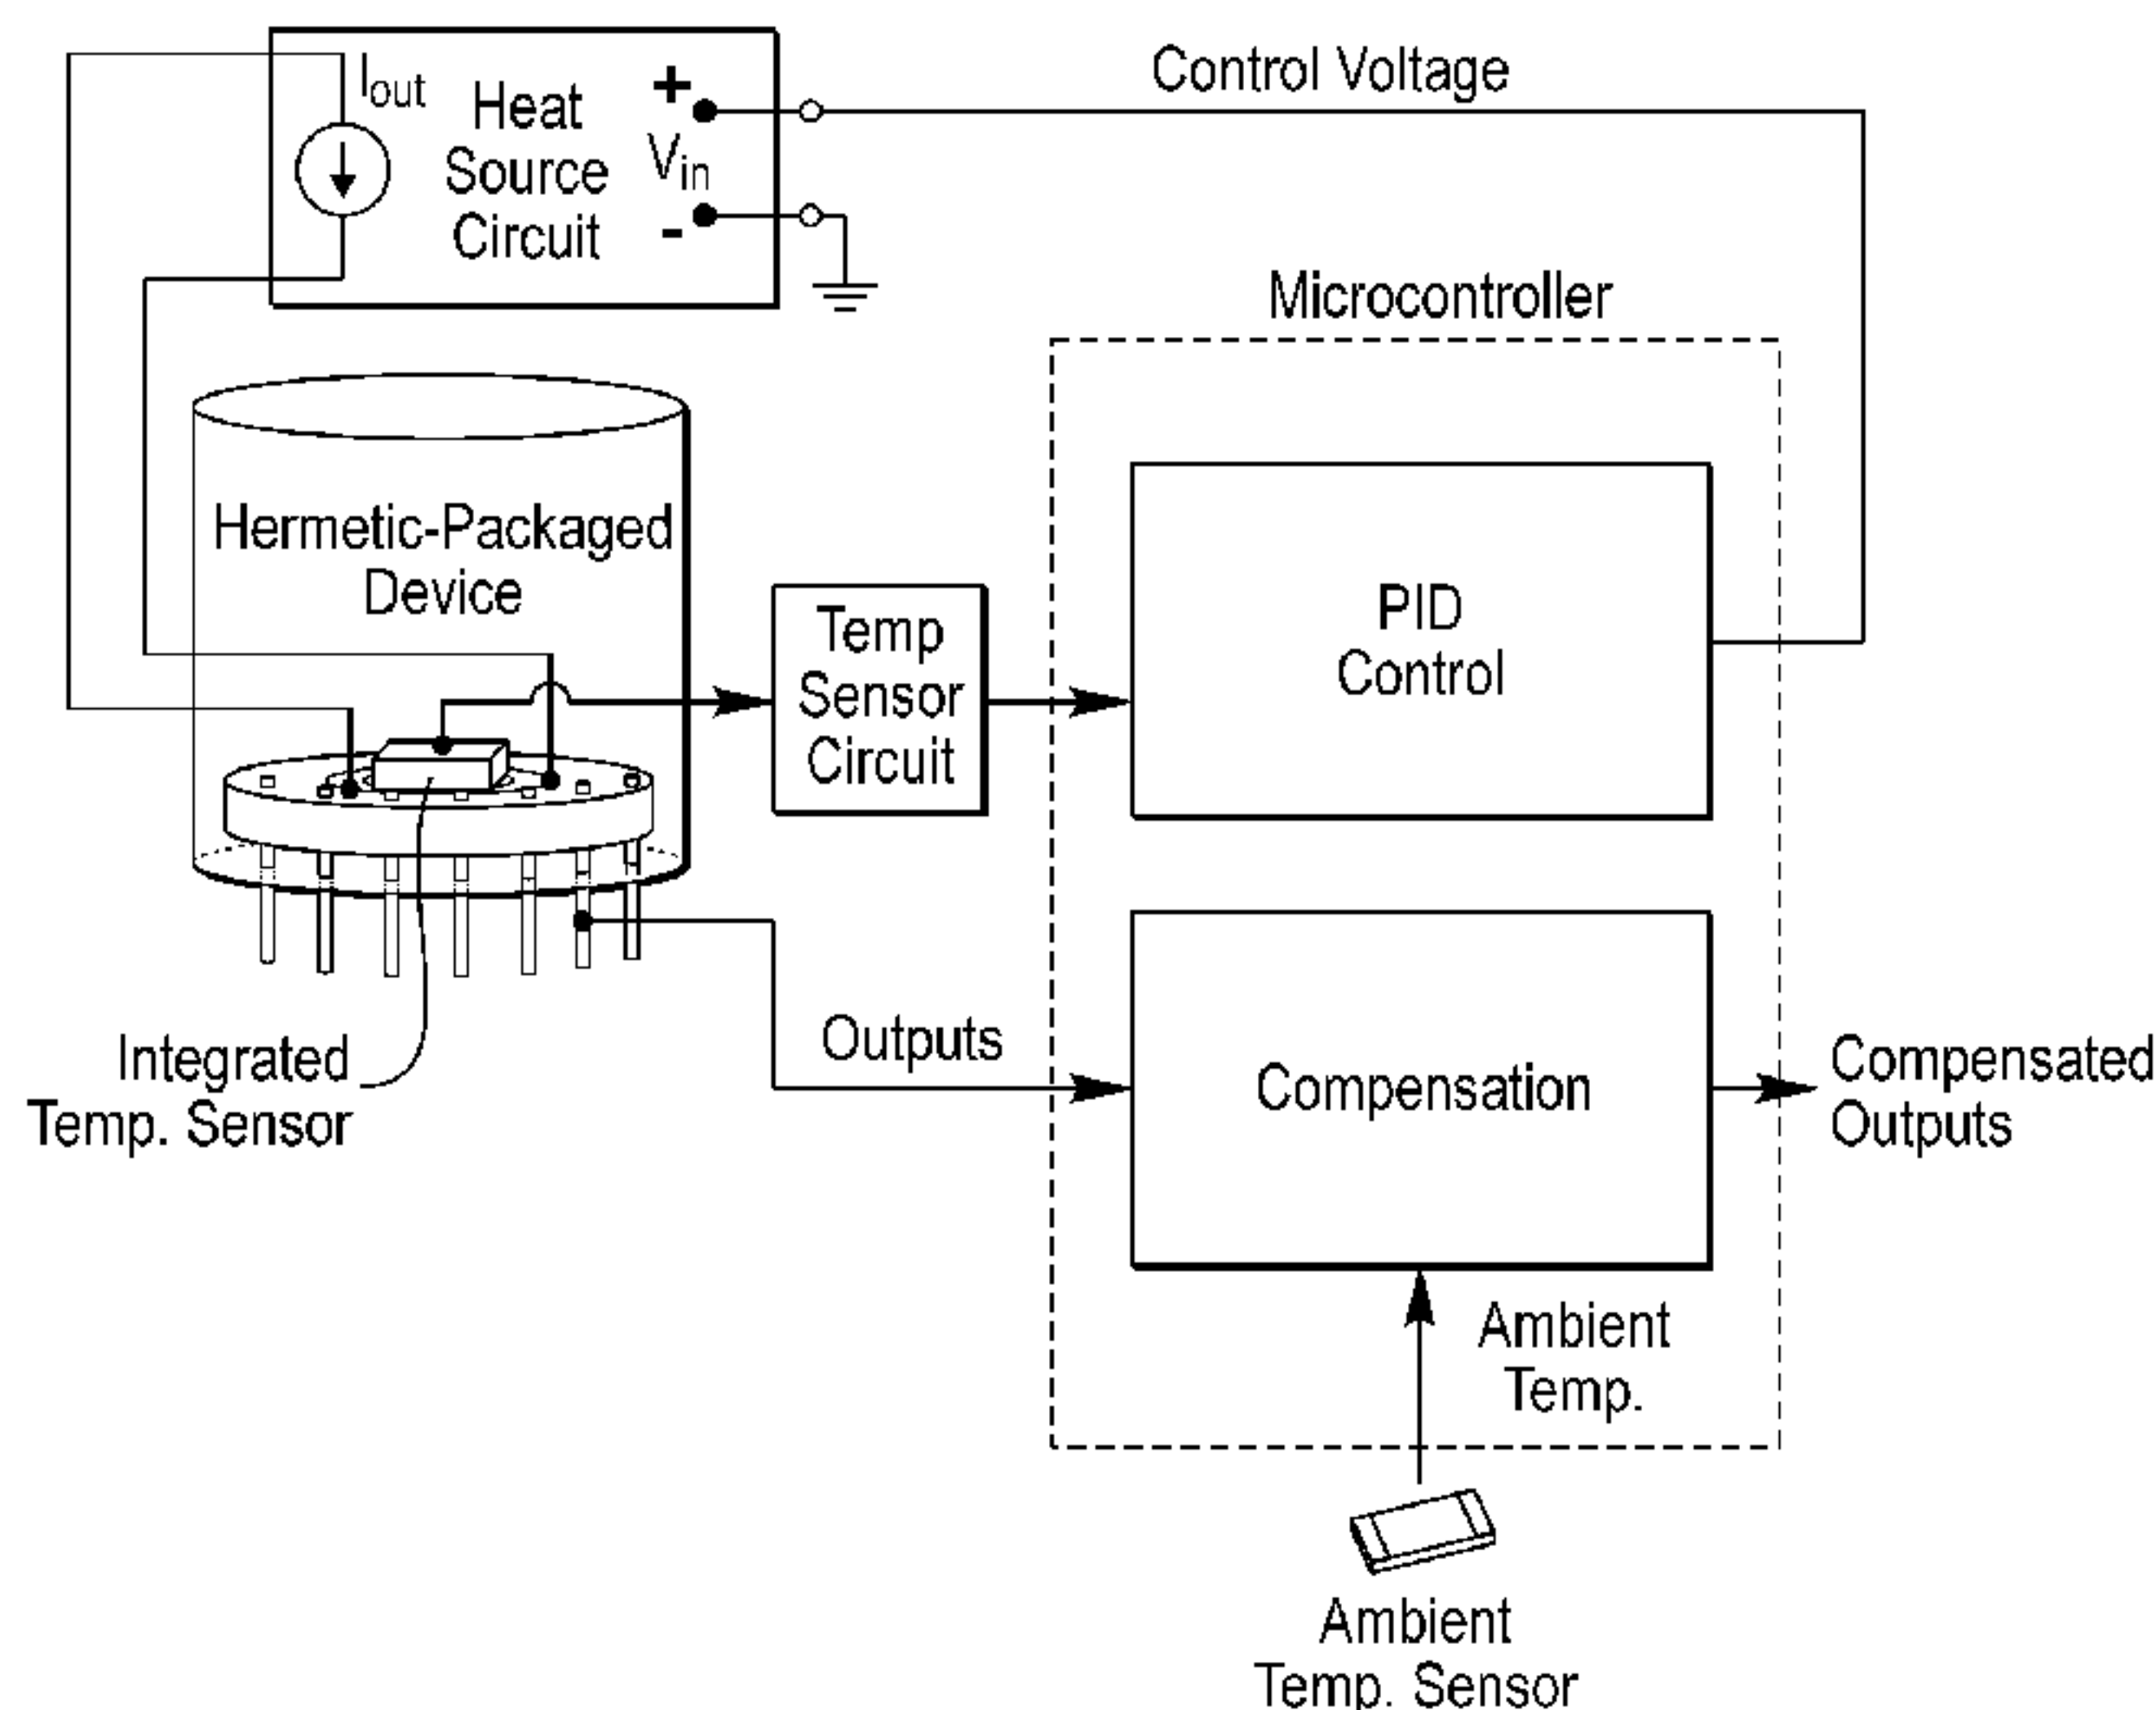 Control Voltage
Iout
Heat
Source
Circuit
+
Vin
-
Microcontroller
Hermetic-Packaged
Device
Temp
Sensor
Circuit
PID
Control
Integrated
Temp. Sensor
Outputs
Compensation
Compensated
Outputs
Ambient
Temp.
Ambient
Temp. Sensor